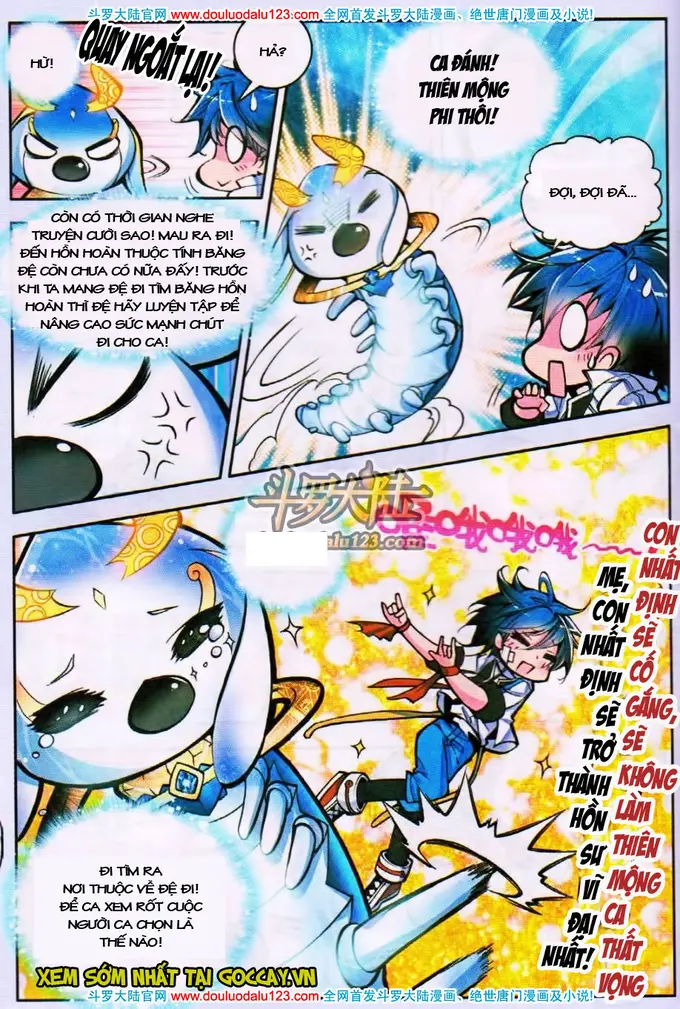 斗罗大陆官网 www.douluodalu123.com 全网首发斗罗大陆漫画、绝世唐门漫画及小说!
HỪ!
QUAY NGOẮT LẠI!
HẢ?
CA ĐÁNH!
THIÊN MỘNG
PHI THÔI!
ĐỢI, ĐỢI ĐÃ...
CÒN CÓ THỜI GIAN NGHE
TRUYỆN CƯỜI SAO! MAU RA ĐI!
ĐẾN HỒN HOÀN THUỘC TÍNH BĂNG
ĐỆ CÒN CHƯA CÓ NỮA ĐẤY! TRƯỚC
KHI TA MANG ĐỆ ĐI TÌM BĂNG HỒN
HOÀN THÌ ĐỆ HÃY LUYỆN TẬP ĐỂ
NÂNG CAO SỨC MẠNH CHÚT
ĐI CHO CA!
斗罗大陆
CON
NHẤT
ĐỊNH
SẼ
CỐ
GẮNG,
SẼ
KHÔNG
LÀM
THIÊN
MỘNG
CA
THẤT
VỌNG
MẸ,
CON
NHẤT
ĐỊNH
SẼ
TRỞ
THÀNH
HỒN
SƯ
VĨ
ĐẠI
NHẤT!
ĐI TÌM RA
NƠI THUỘC VỀ ĐỆ ĐI!
ĐỂ CA XEM RỐT CUỘC
NGƯỜI CA CHỌN LÀ
THẾ NÀO!
XEM SỚM NHẤT TẠI GOCCAY.VN
斗罗大陆官网 www.douluodalu123.com 全网首发斗罗大陆漫画、绝世唐门漫画及小说!